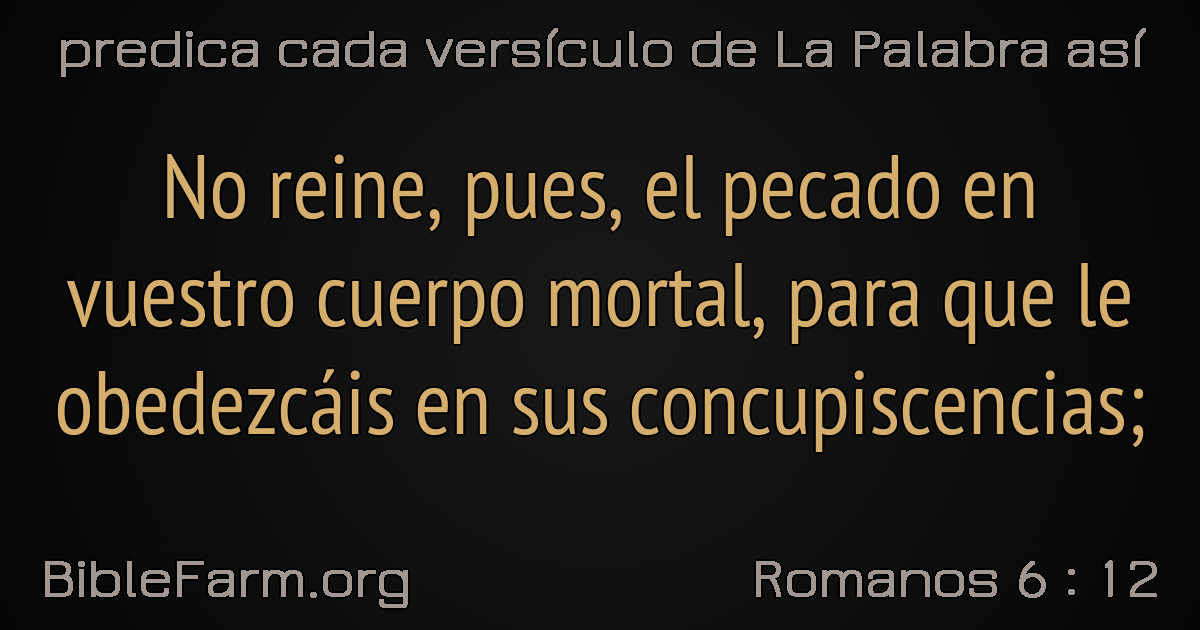 predica cada versículo de La Palabra así
No reine, pues, el pecado en
vuestro cuerpo mortal, para que le
obedezcáis en sus concupiscencias;
BibleFarm.org
Romanos 6 : 12